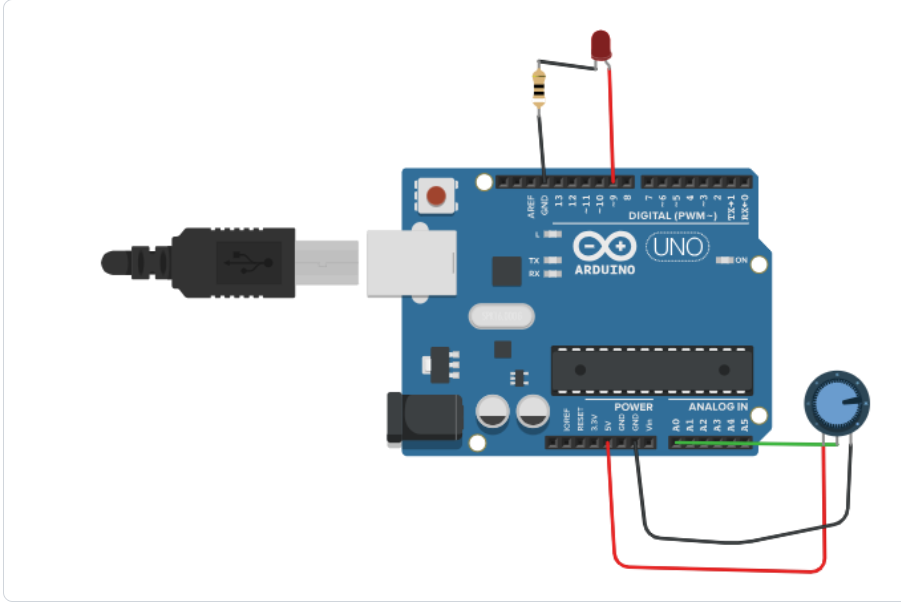 AREF
GND
13
12
~11
~10
~9
8
7
~6
~5
4
~3
2
TX→1
RX←0
DIGITAL (PWM ~)
L
TX
RX
ARDUINO
UNO
ON
POWER
ANALOG IN
IOREF
RESET
3.3V
5V
GND
GND
Vin
A0
A1
A2
A3
A4
A5